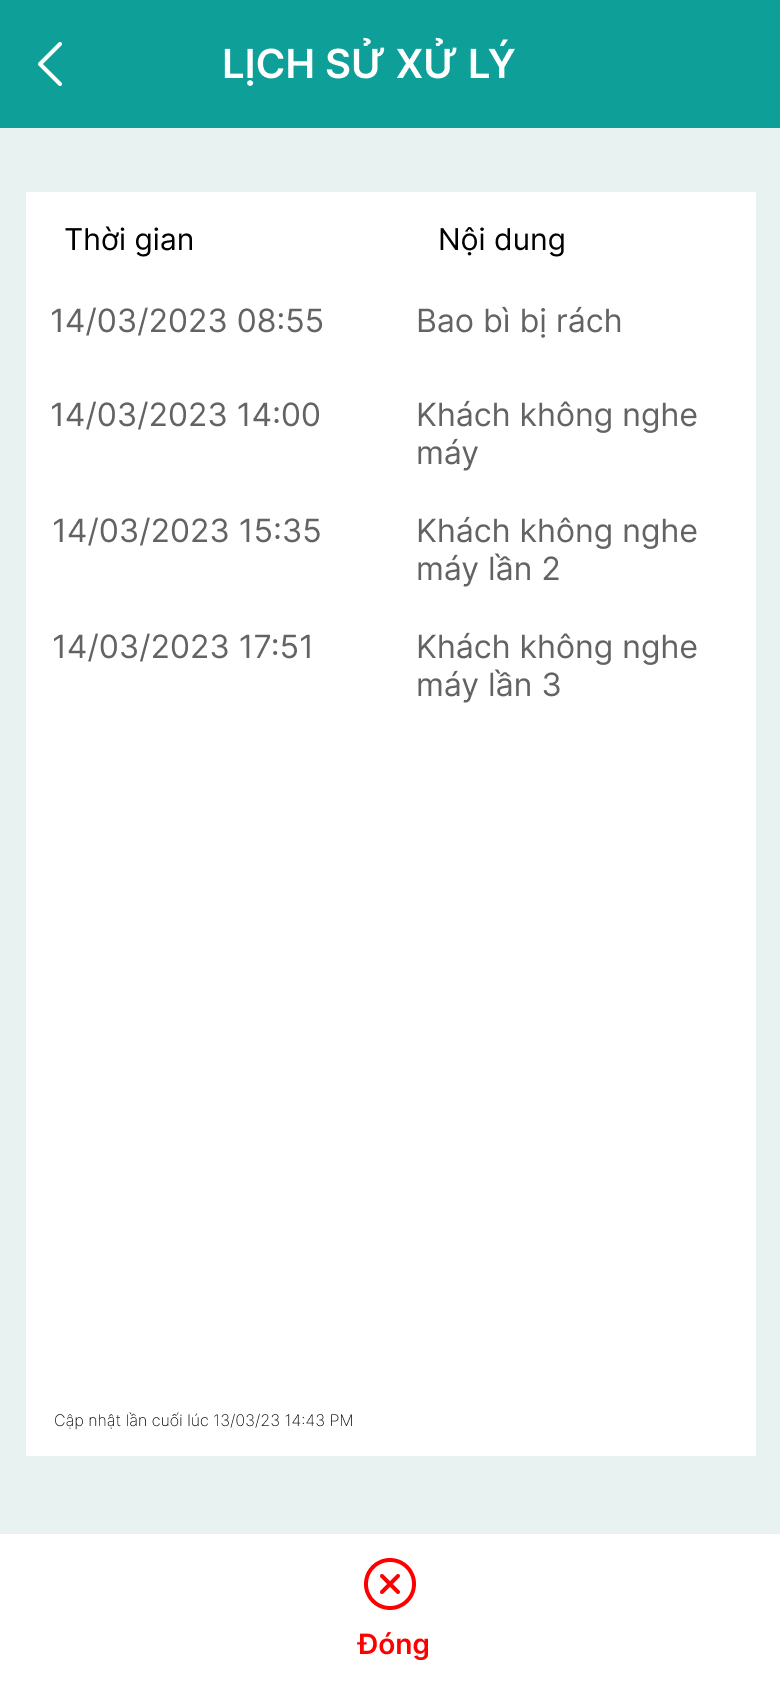 LỊCH SỬ XỬ LÝ
Thời gian Nội dung
14/03/2023 08:55 Bao bì bị rách
14/03/2023 14:00 Khách không nghe
máy
14/03/2023 15:35 Khách không nghe
máy lần 2
14/03/2023 17:51 Khách không nghe
máy lần 3
Cập nhật lần cuối lúc 13/03/23 14:43 PM
Đóng